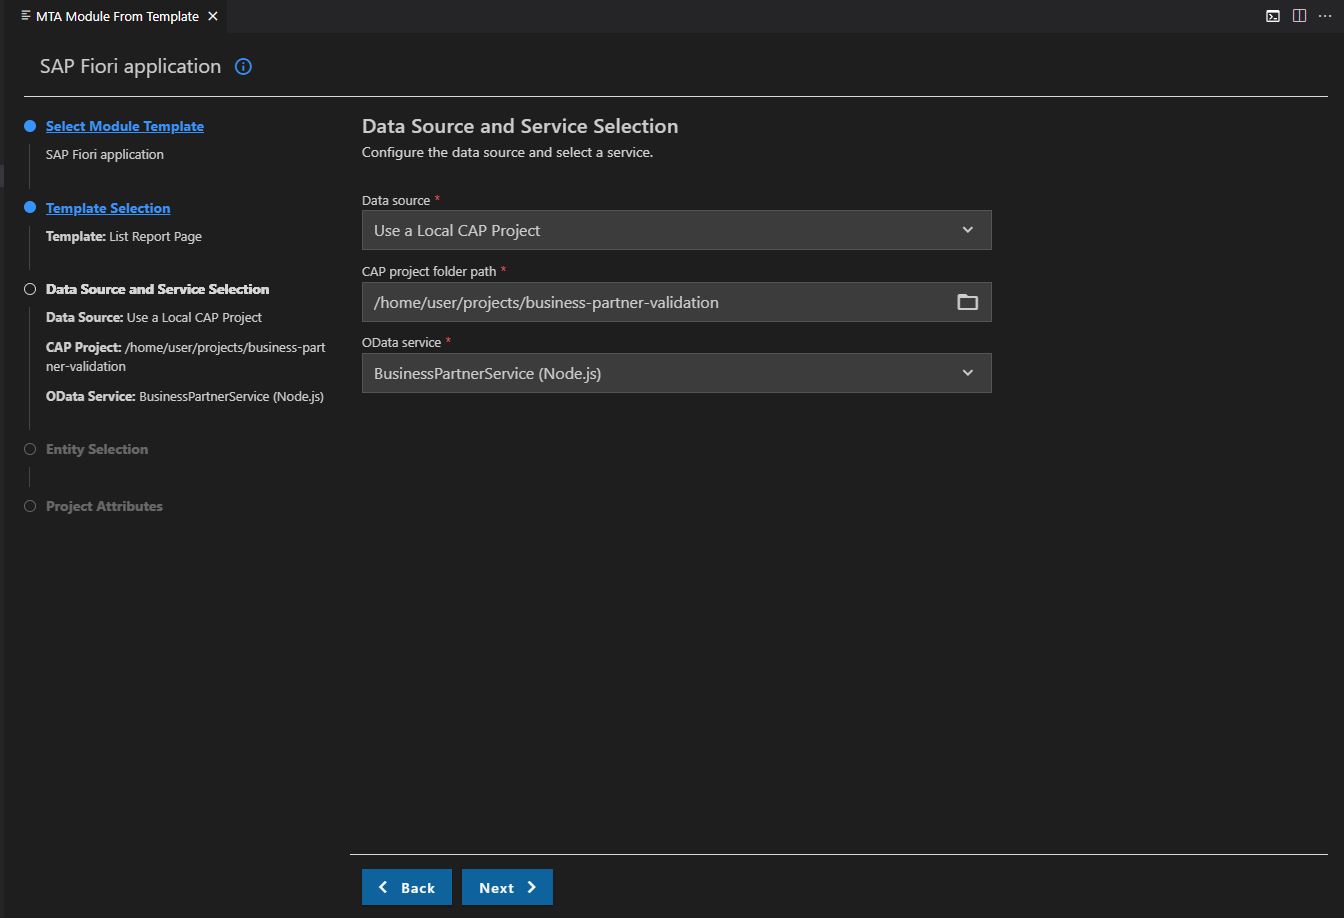 MTA Module From Template
SAP Fiori application
Select Module Template
SAP Fiori application
Template Selection
Template: List Report Page
Data Source and Service Selection
Data Source: Use a Local CAP Project
CAP Project: /home/user/projects/business-part
ner-validation
OData Service: BusinessPartnerService (Node.js)
Entity Selection
Project Attributes
Data Source and Service Selection
Configure the data source and select a service.
Data source *
Use a Local CAP Project
CAP project folder path *
/home/user/projects/business-partner-validation
OData service *
BusinessPartnerService (Node.js)
Back
Next